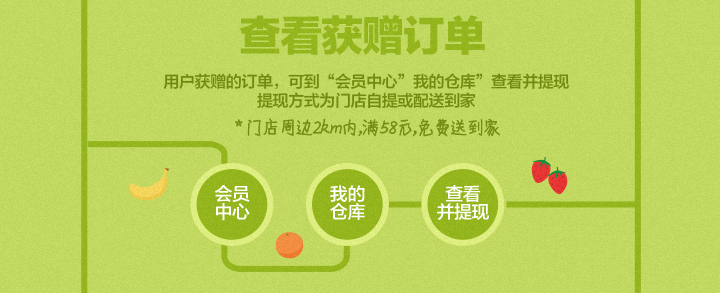 查看获赠订单
用户获赠的订单，可到“会员中心”我的仓库”查看并提现
提现方式为门店自提或配送到家
*门店周边2km内,满58元,免费送到家
会员
中心
我的
仓库
查看
并提现